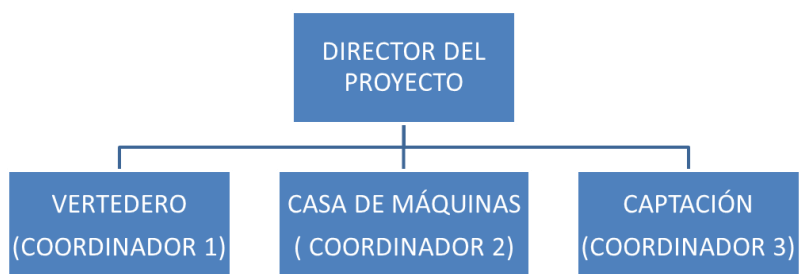 DIRECTOR DEL
PROYECTO
VERTEDERO
(COORDINADOR 1)
CASA DE MÁQUINAS
( COORDINADOR 2)
CAPTACIÓN
(COORDINADOR 3)